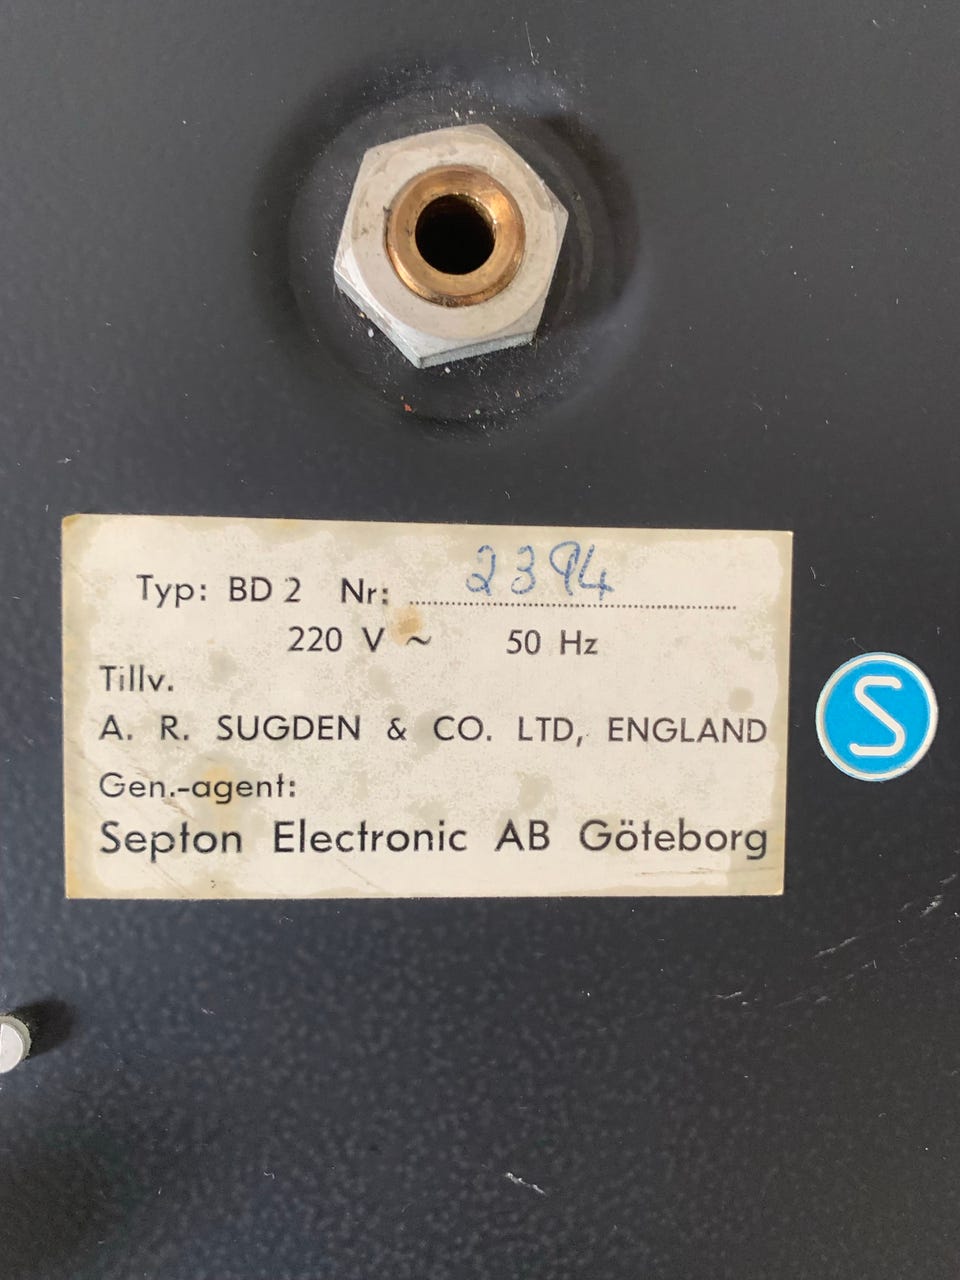 Typ: BD 2 Nr: 2394
220 V ~ 50 Hz
Tillv.
A. R. SUGDEN & CO. LTD, ENGLAND
Gen.-agent:
Septon Electronic AB Göteborg
S